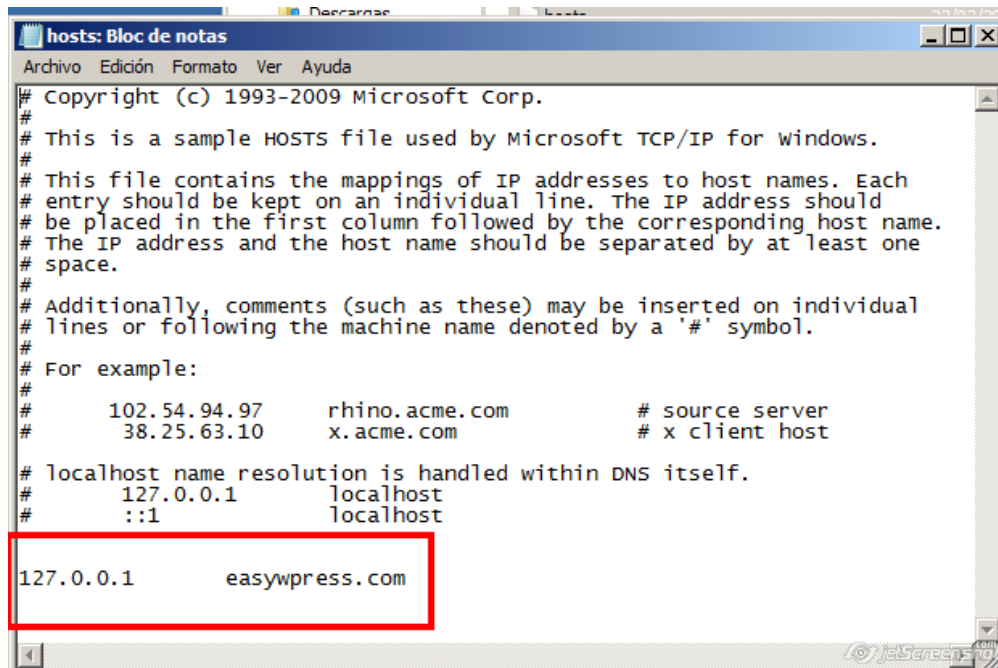 Descargas
hosts: Bloc de notas
Archivo Edición Formato Ver Ayuda
# Copyright (c) 1993-2009 Microsoft Corp.
#
# This is a sample HOSTS file used by Microsoft TCP/IP for Windows.
#
# This file contains the mappings of IP addresses to host names. Each
# entry should be kept on an individual line. The IP address should
# be placed in the first column followed by the corresponding host name.
# The IP address and the host name should be separated by at least one
# space.
#
# Additionally, comments (such as these) may be inserted on individual
# lines or following the machine name denoted by a '#' symbol.
#
# For example:
#
# 102.54.94.97 rhino.acme.com # source server
# 38.25.63.10 x.acme.com # x client host
# localhost name resolution is handled within DNS itself.
# 127.0.0.1 localhost
# ::1 localhost
127.0.0.1 easywpress.com